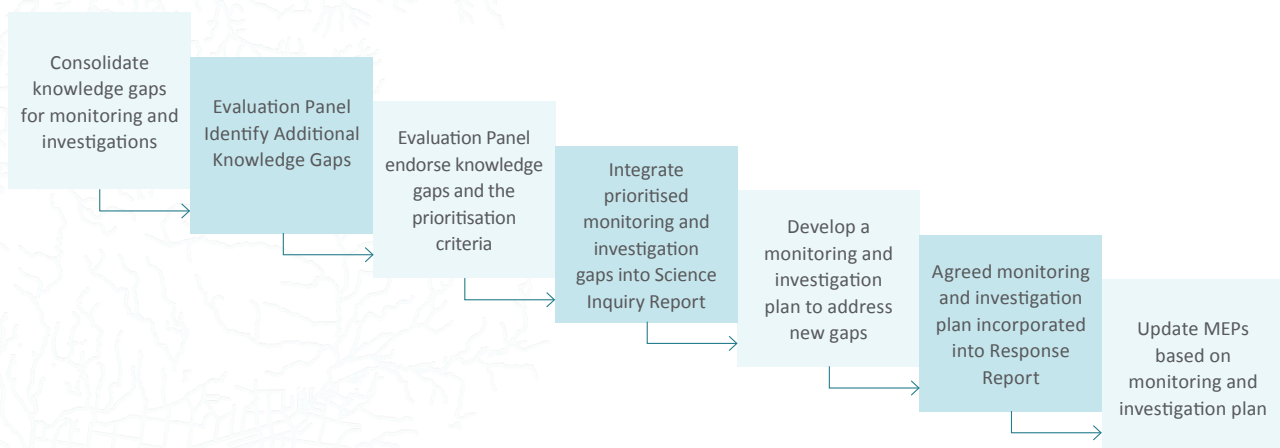 Consolidate
knowledge gaps
for monitoring and
investigations
Evaluation Panel
Identify Additional
Knowledge Gaps
Evaluation Panel
endorse knowledge
gaps and the
prioritisation
criteria
Integrate
prioritised
monitoring and
investigation
gaps into Science
Inquiry Report
Develop a
monitoring and
investigation
plan to address
new gaps
Agreed monitoring
and investigation
plan incorporated
into Response
Report
Update MEPs
based on
monitoring and
investigation plan